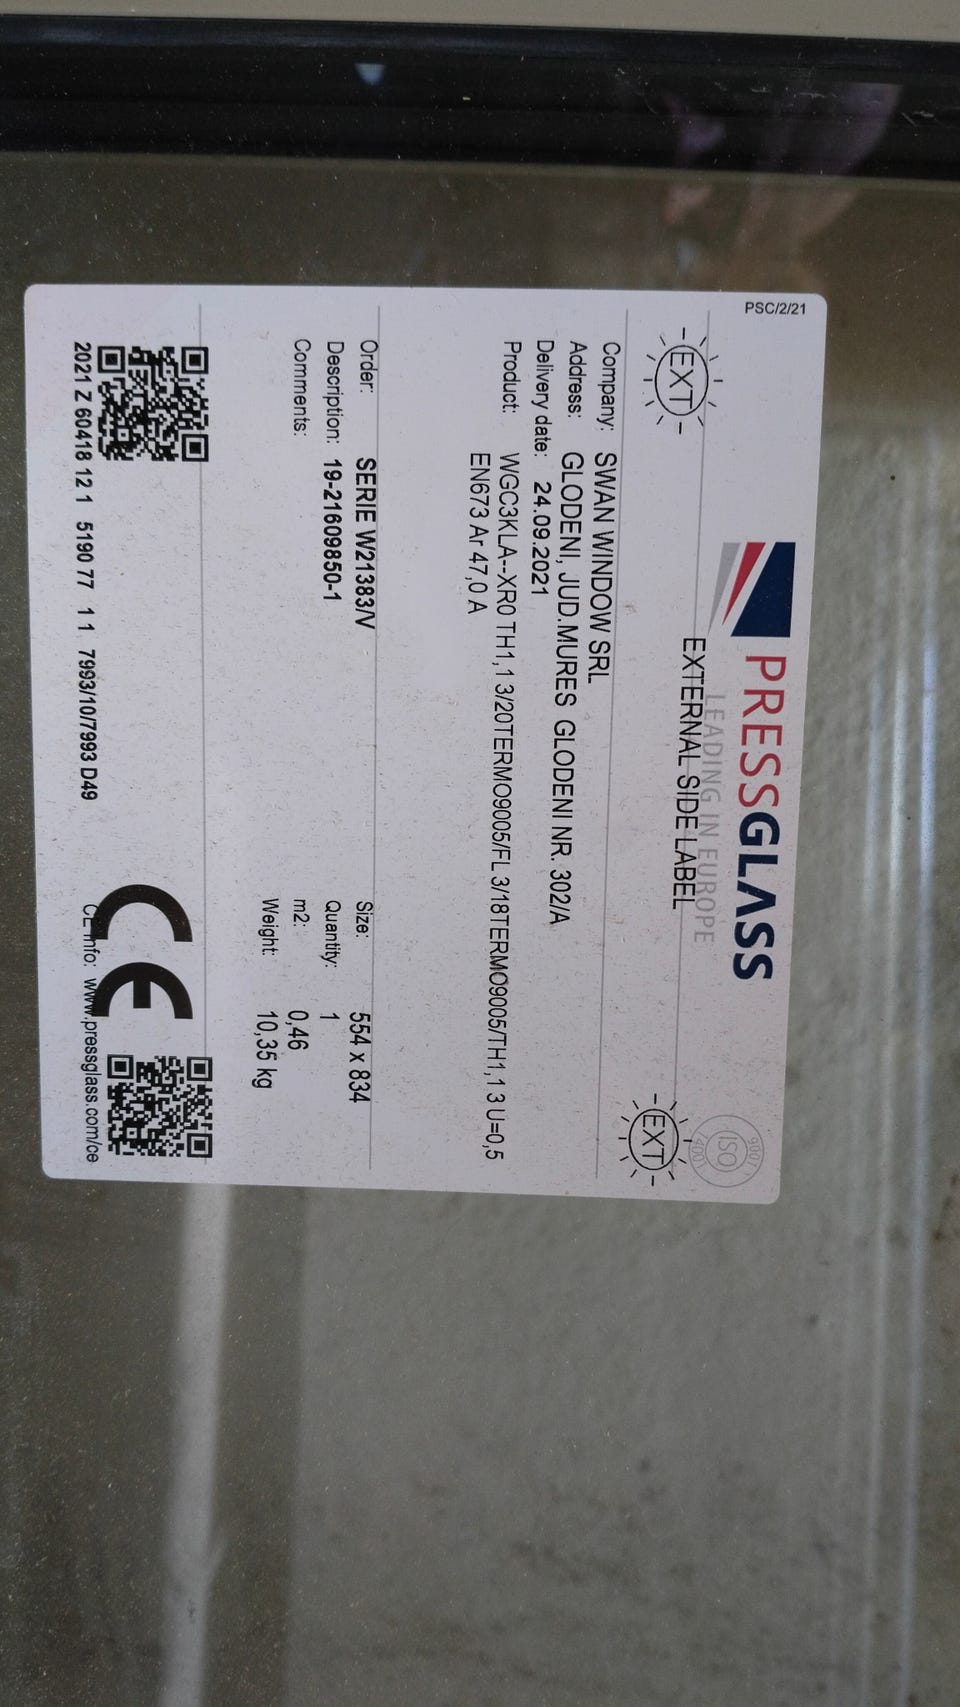 PSC/2/21
PRESSGLASS
LEADING IN EUROPE
ISO
9001
EXT
EXTERNAL SIDE LABEL
EXT
Company: SWAN WINDOW SRL
Address: GLODENI, JUD.MURES GLODENI NR. 302/A
Delivery date: 24.09.2021
Product: WGC3KLA--XR0 TH1,1 3/20TERMO9005/FL 3/18TERMO9005/TH1,1 3 U=0,5
EN673 Ar 47,0 A
Order: SERIE W21383/V
Description: 19-21609850-1
Comments:
Size: 554 x 834
Quantity: 1
m2: 0,46
Weight: 10,35 kg
CE
2021 Z 60418 12 1 5190 77 1 1 7993/10/7993 D49
CE info: www.pressglass.com/ce